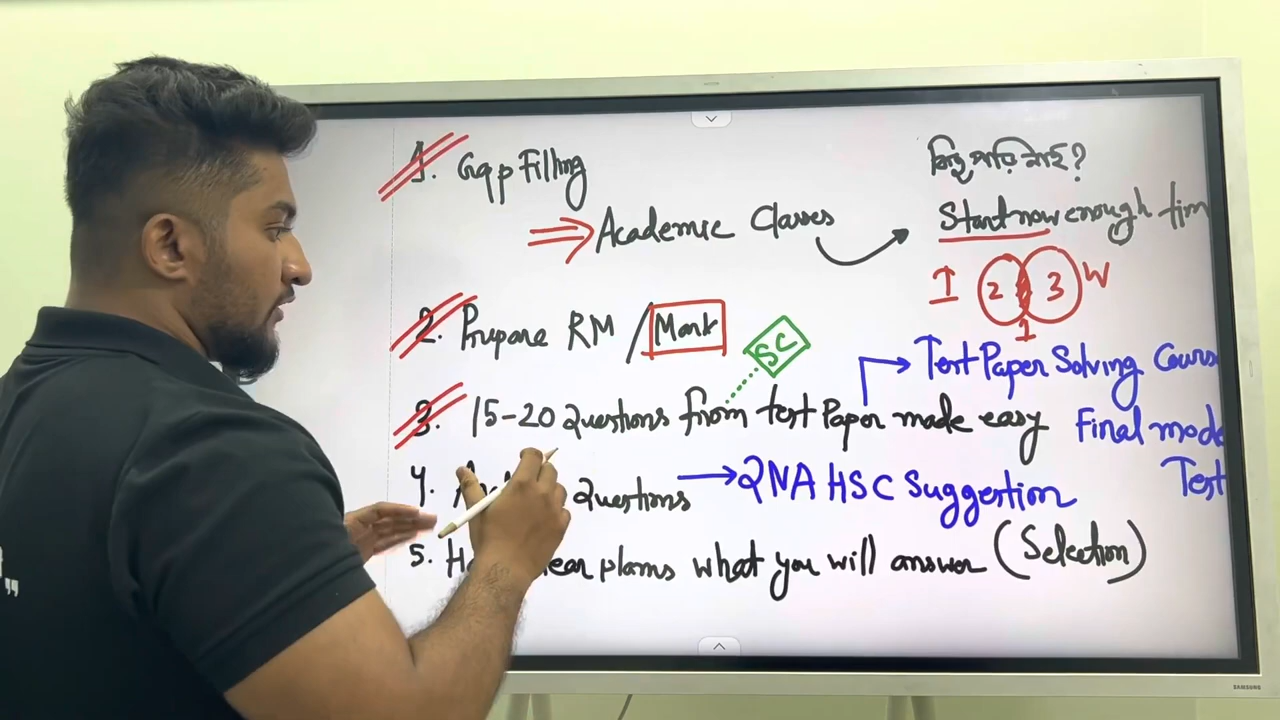 1. Gap Filling
⇒ Academic Classes
কিছু পারি নাই?
Start now enough tim
I 2 3 W
1
2. Prepare RM / Mark
SC
→ Test Paper Solving Cours
3. 15-20 Questions from test Paper made easy
Final mode
Test
4. Questions → 2NA HSC Suggestion
5. plans what you will answer (Selection)
SAMSUNG